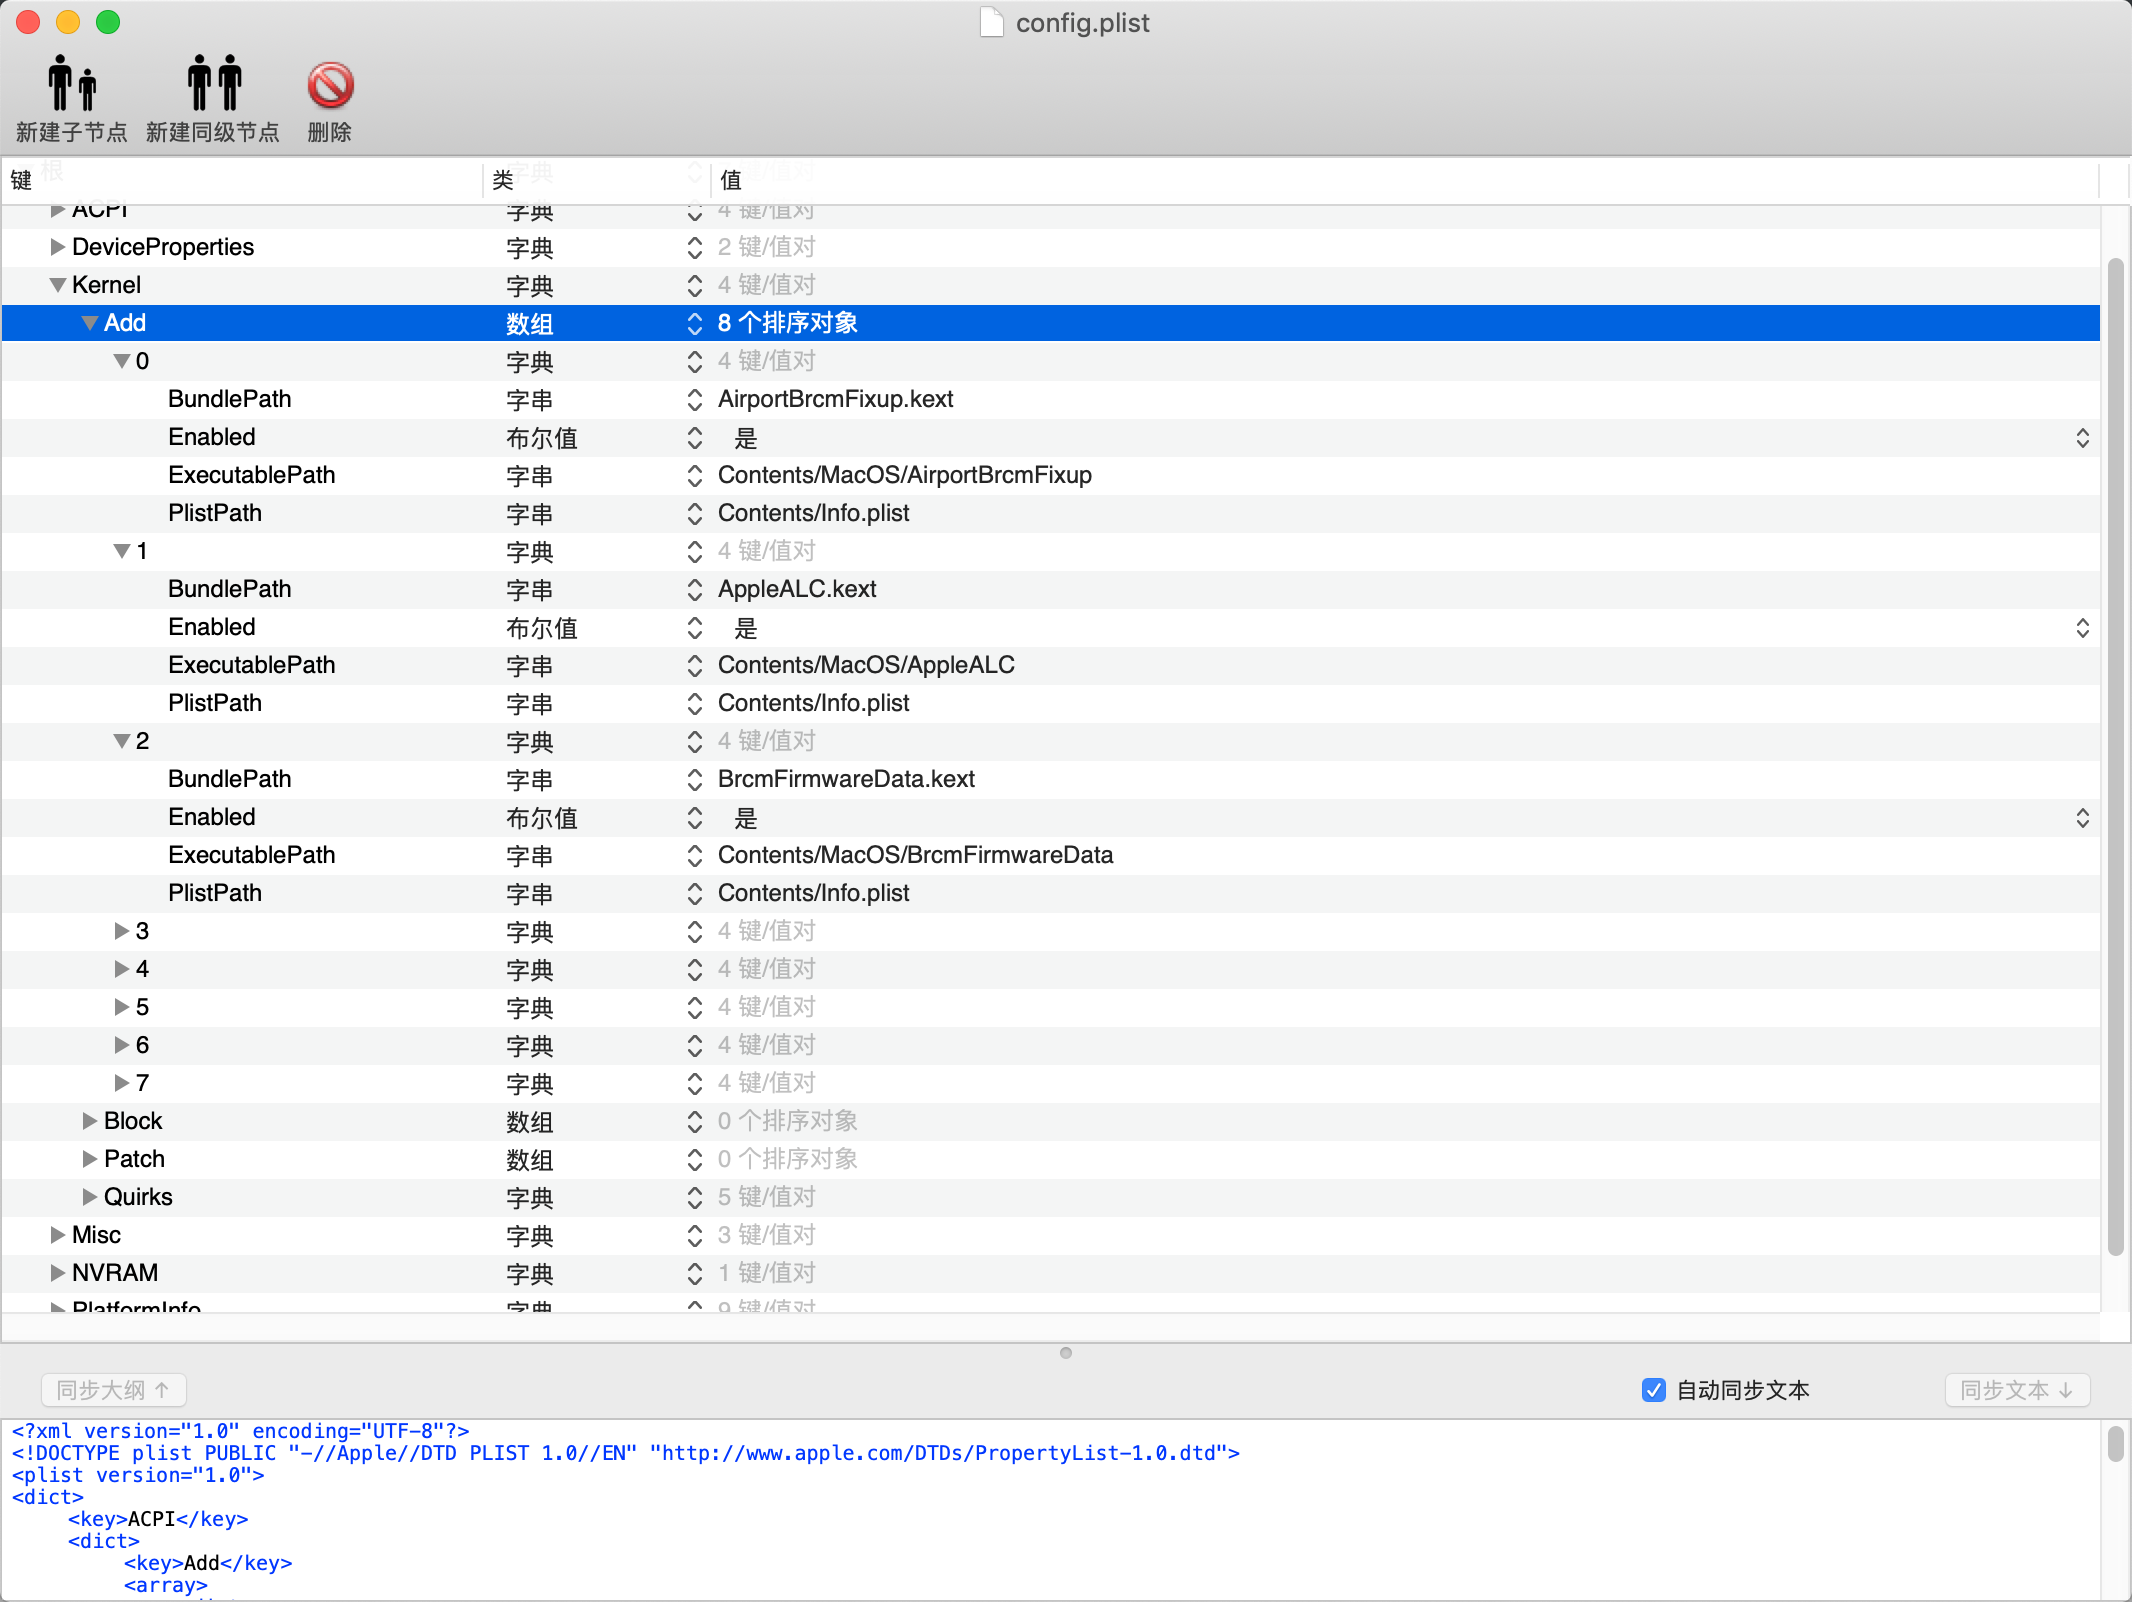 config.plist
新建子节点 新建同级节点 删除
键 类 值
根 字典 键/值对
ACPI 字典 4 键/值对
DeviceProperties 字典 2 键/值对
Kernel 字典 4 键/值对
Add 数组 8 个排序对象
0 字典 4 键/值对
BundlePath 字串 AirportBrcmFixup.kext
Enabled 布尔值 是
ExecutablePath 字串 Contents/MacOS/AirportBrcmFixup
PlistPath 字串 Contents/Info.plist
1 字典 4 键/值对
BundlePath 字串 AppleALC.kext
Enabled 布尔值 是
ExecutablePath 字串 Contents/MacOS/AppleALC
PlistPath 字串 Contents/Info.plist
2 字典 4 键/值对
BundlePath 字串 BrcmFirmwareData.kext
Enabled 布尔值 是
ExecutablePath 字串 Contents/MacOS/BrcmFirmwareData
PlistPath 字串 Contents/Info.plist
3 字典 4 键/值对
4 字典 4 键/值对
5 字典 4 键/值对
6 字典 4 键/值对
7 字典 4 键/值对
Block 数组 0 个排序对象
Patch 数组 0 个排序对象
Quirks 字典 5 键/值对
Misc 字典 3 键/值对
NVRAM 字典 1 键/值对
PlatformInfo 字典 9 键/值对
同步大纲 ↑ 自动同步文本 同步文本 ↓
<?xml version="1.0" encoding="UTF-8"?>
<!DOCTYPE plist PUBLIC "-//Apple//DTD PLIST 1.0//EN" "http://www.apple.com/DTDs/PropertyList-1.0.dtd">
<plist version="1.0">
<dict>
<key>ACPI</key>
<dict>
<key>Add</key>
<array>